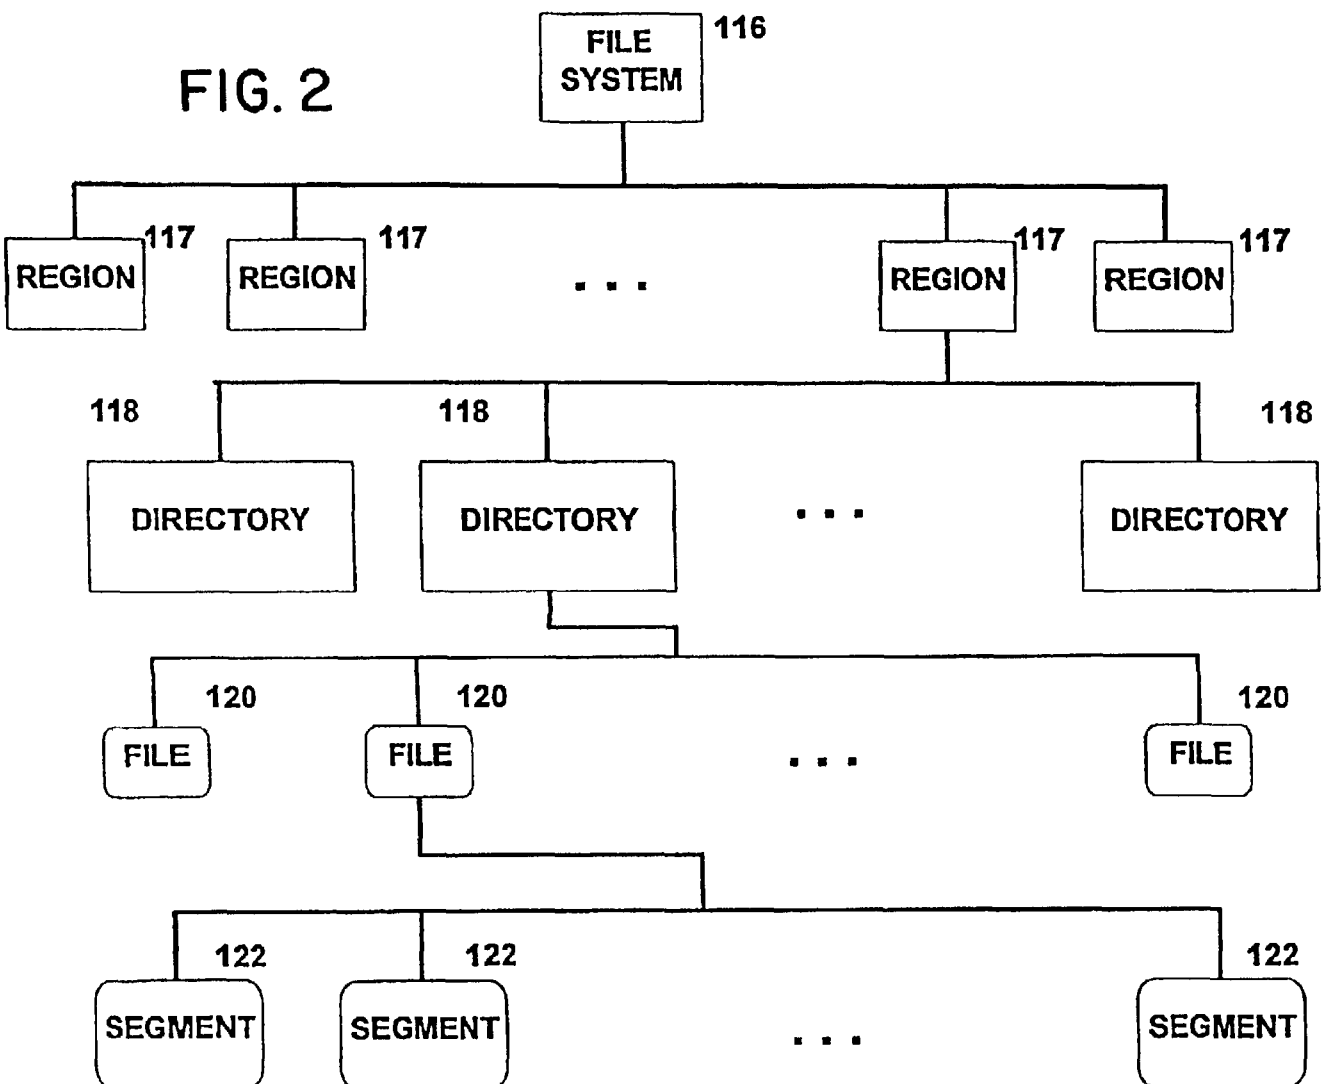 FIG. 2
FILE
SYSTEM
116
117 117 117 117
REGION REGION . . . REGION REGION
118 118 118
DIRECTORY DIRECTORY . . . DIRECTORY
120 120 120
FILE FILE . . . FILE
122 122 122
SEGMENT SEGMENT . . . SEGMENT